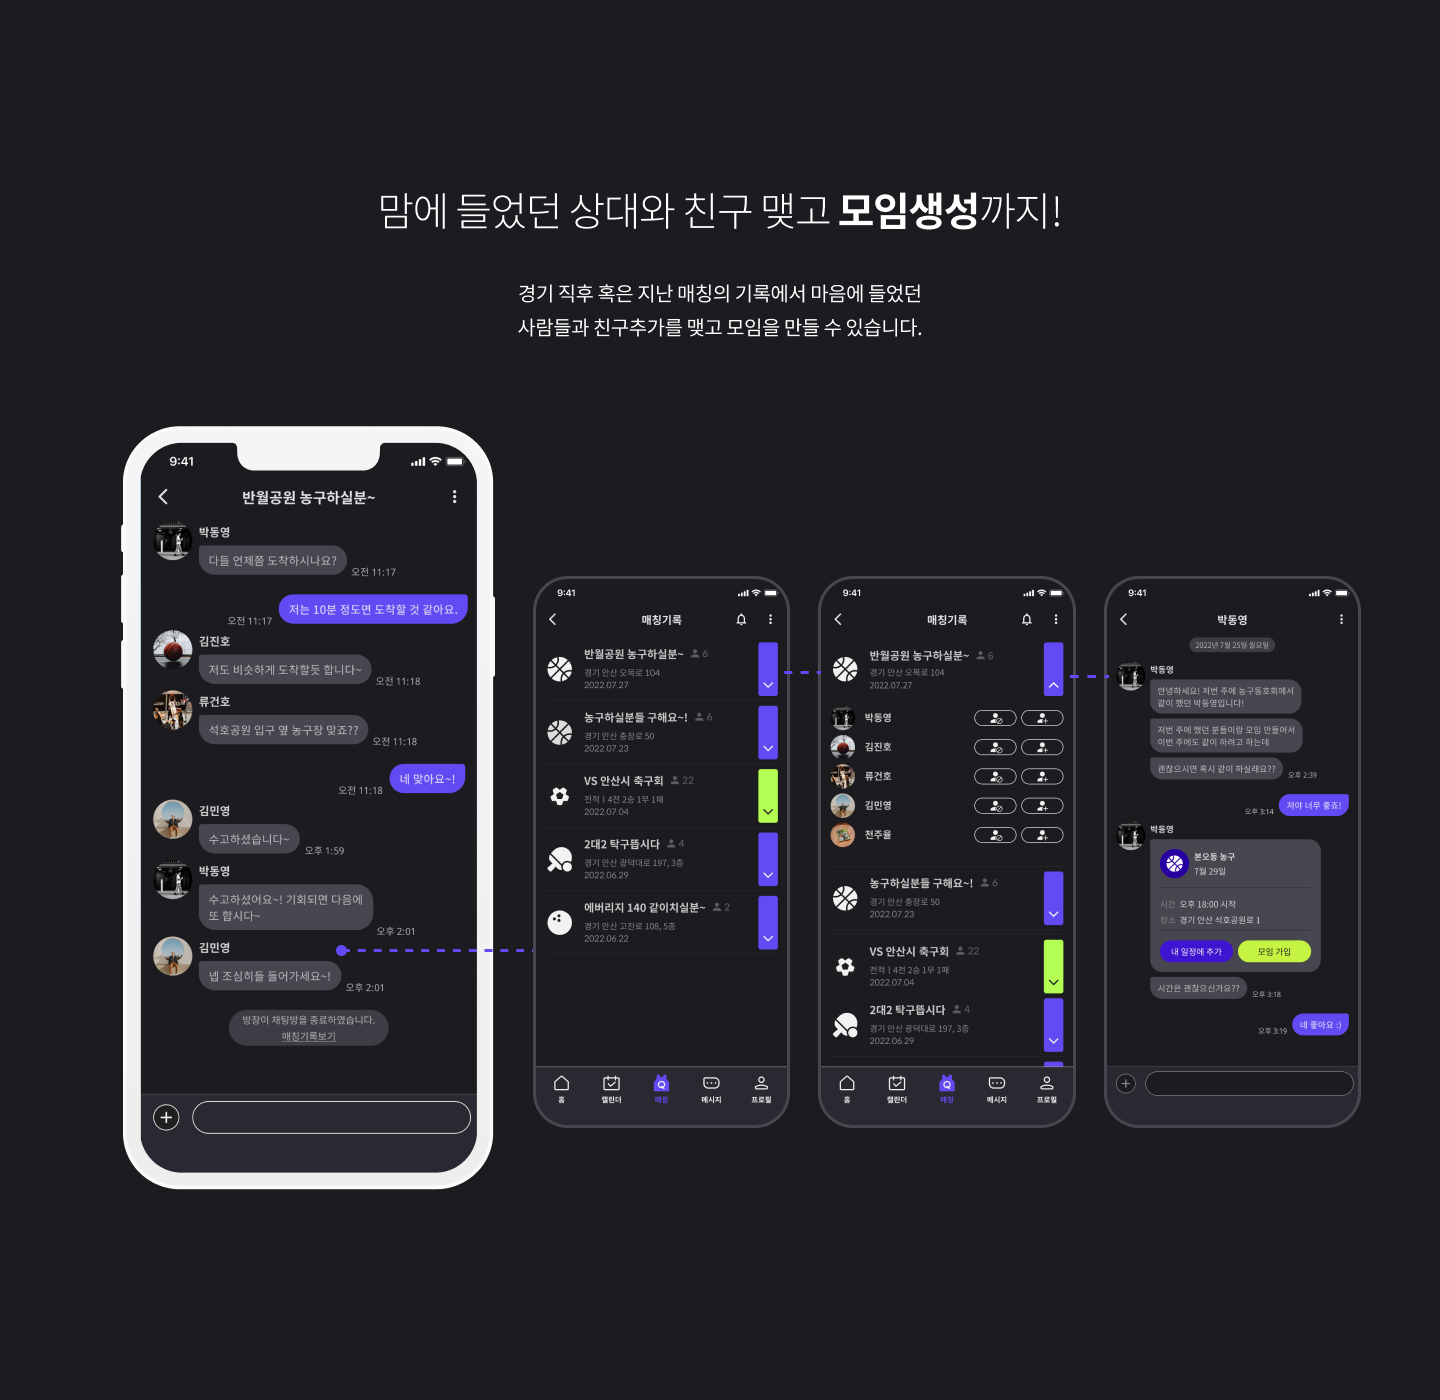 맘에 들었던 상대와 친구 맺고 모임생성까지!
경기 직후 혹은 지난 매칭의 기록에서 마음에 들었던
사람들과 친구추가를 맺고 모임을 만들 수 있습니다.
9:41
반월공원 농구하실분~
박동영
다들 언제쯤 도착하시나요?
오전 11:17
저는 10분 정도면 도착할 것 같아요.
오전 11:17
김진호
저도 비슷하게 도착할듯 합니다~
오전 11:18
류건호
석호공원 입구 옆 농구장 맞죠??
오전 11:18
네 맞아요~!
오전 11:18
김민영
수고하셨습니다~
오후 1:59
박동영
수고하셨어요~! 기회되면 다음에
또 합시다~
오후 2:01
김민영
넵 조심히들 들어가세요~!
오후 2:01
방장이 채팅방을 종료하였습니다.
매칭기록보기
9:41
매칭기록
반월공원 농구하실분~ 6
경기 안산 오목로 104
2022.07.27
농구하실분들 구해요~! 6
경기 안산 충장로 50
2022.07.23
VS 안산시 축구회 22
전적 | 4전 2승 1무 1패
2022.07.04
2대2 탁구뜹시다 4
경기 안산 광덕대로 197, 3층
2022.06.29
에버리지 140 같이치실분~ 2
경기 안산 고잔로 108, 5층
2022.06.22
홈
캘린더
Q
매칭
메시지
프로필
9:41
매칭기록
반월공원 농구하실분~ 6
경기 안산 오목로 104
2022.07.27
박동영
김진호
류건호
김민영
천주율
농구하실분들 구해요~! 6
경기 안산 충장로 50
2022.07.23
VS 안산시 축구회 22
전적 | 4전 2승 1무 1패
2022.07.04
2대2 탁구뜹시다 4
경기 안산 광덕대로 197, 3층
2022.06.29
홈
캘린더
Q
매칭
메시지
프로필
9:41
박동영
2022년 7월 25일 월요일
박동영
안녕하세요! 저번 주에 농구동호회에서
같이 했던 박동영입니다!
저번 주에 했던 분들이랑 모임 만들어서
이번 주에도 같이 하려고 하는데
괜찮으시면 혹시 같이 하실래요??
오후 2:39
저야 너무 좋죠!
오후 3:14
박동영
본오동 농구
7월 29일
시간 오후 18:00 시작
장소 경기 안산 석호공원로 1
내 일정에 추가
모임 가입
시간은 괜찮으신가요??
오후 3:18
네 좋아요 :)
오후 3:19